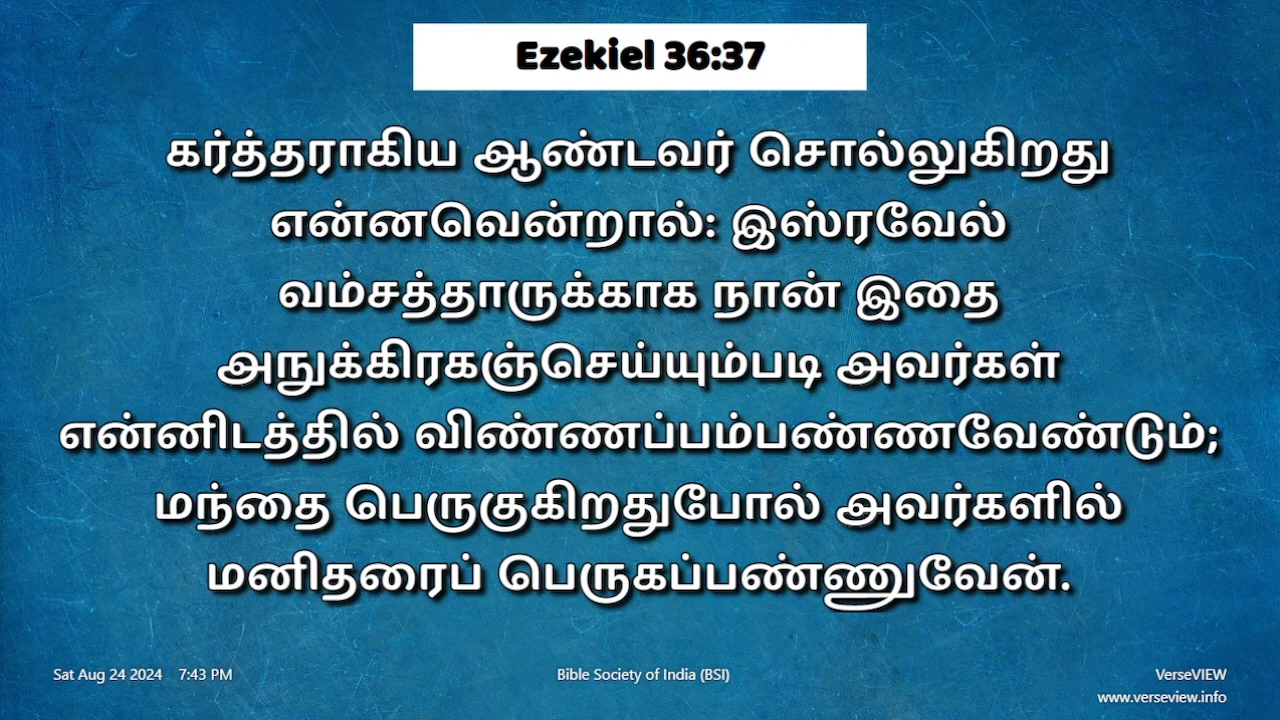 Ezekiel 36:37
கர்த்தராகிய ஆண்டவர் சொல்லுகிறது
என்னவென்றால்: இஸ்ரவேல்
வம்சத்தாருக்காக நான் இதை
அநுக்கிரகஞ்செய்யும்படி அவர்கள்
என்னிடத்தில் விண்ணப்பம்பண்ணவேண்டும்;
மந்தை பெருகுகிறதுபோல் அவர்களில்
மனிதரைப் பெருகப்பண்ணுவேன்.
Sat Aug 24 2024 7:43 PM
Bible Society of India (BSI)
VerseVIEW
www.verseview.info